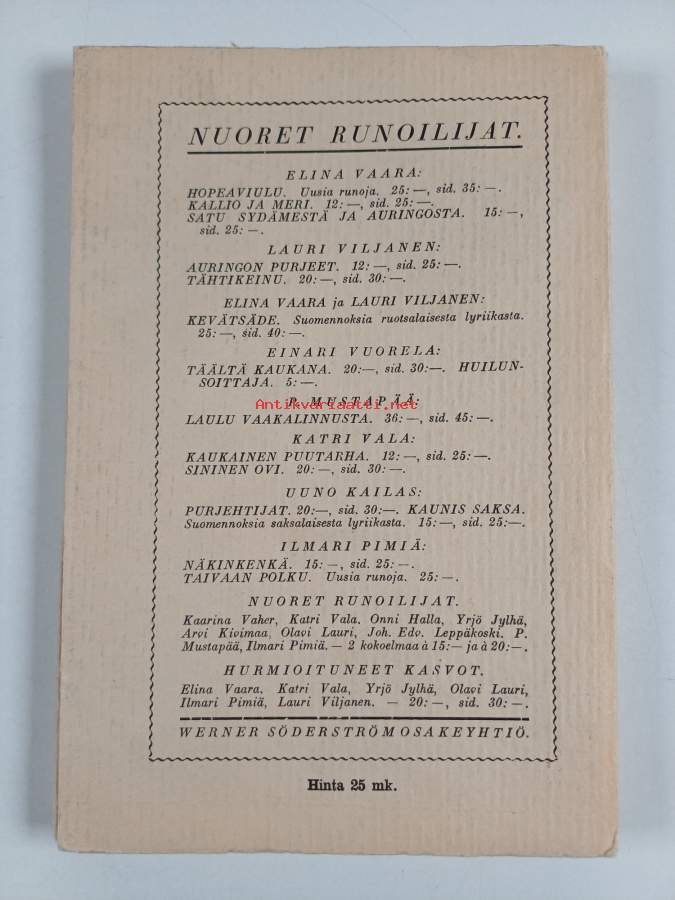 NUORET RUNOILIJAT.
ELINA VAARA:
HOPEAVIULU. Uusia runoja. 25: —, sid. 35: —.
KALLIO JA MERI. 12: —, sid. 25: —.
SATU SYDÄMESTÄ JA AURINGOSTA. 15: —,
sid. 25: —.
LAURI VILJANEN:
AURINGON PURJEET. 12: —, sid. 25: —.
TÄHTIKEINU. 20: —, sid. 30: —.
ELINA VAARA ja LAURI VILJANEN:
KEVÄTSÄDE. Suomennoksia ruotsalaisesta lyriikasta.
25: —, sid. 40: —.
EINARI VUORELA:
TÄÄLTÄ KAUKANA. 20: —, sid. 30: —. HUILUN-
SOITTAJA. 5: —.
P. MUSTAPÄÄ:
Antikvariaatti.net
LAULU VAAKALINNUSTA. 36: —, sid. 45: —.
KATRI VALA:
KAUKAINEN PUUTARHA. 12: —, sid. 25: —.
SININEN OVI. 20: —, sid. 30: —.
UUNO KAILAS:
PURJEHTIJAT. 20: —, sid. 30: —. KAUNIS SAKSA.
Suomennoksia saksalaisesta lyriikasta. 15: —, sid. 25: —.
ILMARI PIMIÄ:
NÄKINKENKÄ. 15: —, sid. 25: —.
TAIVAAN POLKU. Uusia runoja. 25: —.
NUORET RUNOILIJAT.
Kaarina Vaher, Katri Vala, Onni Halla, Yrjö Jylhä,
Arvi Kivimaa, Olavi Lauri, Joh. Edv. Leppäkoski, P.
Mustapää, Ilmari Pimiä. — 2 kokoelmaa à 15: — ja à 20: —.
HURMIOITUNEET KASVOT.
Elina Vaara, Katri Vala, Yrjö Jylhä, Olavi Lauri,
Ilmari Pimiä, Lauri Viljanen. — 20: —, sid. 30: —.
WERNER SÖDERSTRÖM OSAKEYHTIÖ.
Hinta 25 mk.